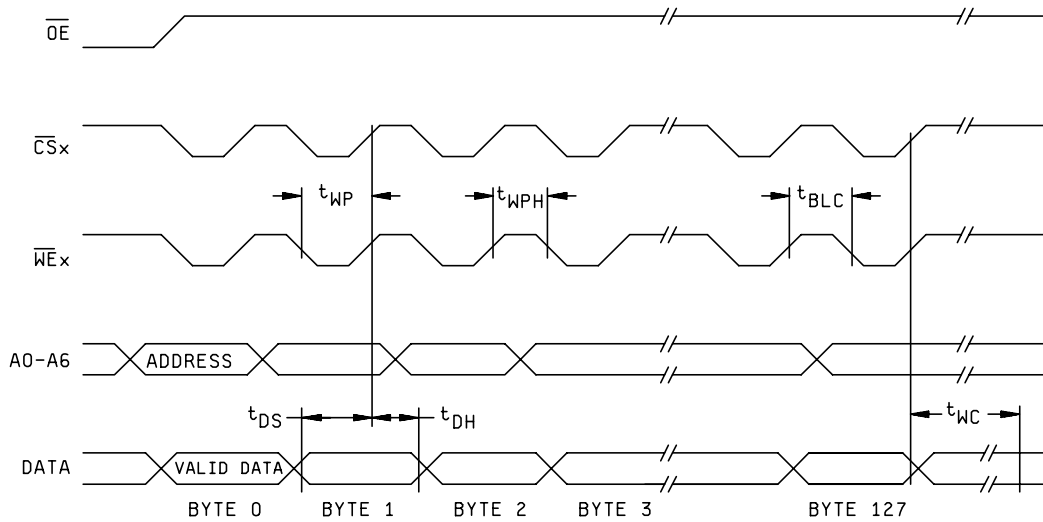 OE
CSx
tWP
tWPH
tBLC
WEx
A0-A6
ADDRESS
tDS
tDH
tWC
DATA
VALID DATA
BYTE 0
BYTE 1
BYTE 2
BYTE 3
BYTE 127